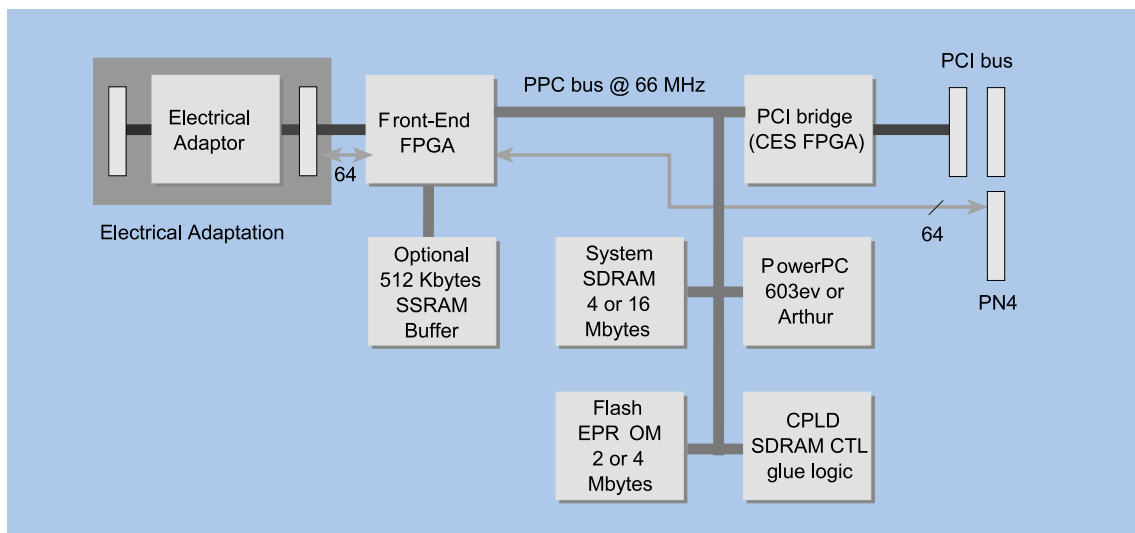 Electrical
Adaptor
Electrical Adaptation
64
Front-End
FPGA
PPC bus @ 66 MHz
PCI bridge
(CES FPGA)
PCI bus
64
PN4
Optional
512 Kbytes
SSRAM
Buffer
System
SDRAM
4 or 16
Mbytes
PowerPC
603ev or
Arthur
Flash
EPR OM
2 or 4
Mbytes
CPLD
SDRAM CTL
glue logic